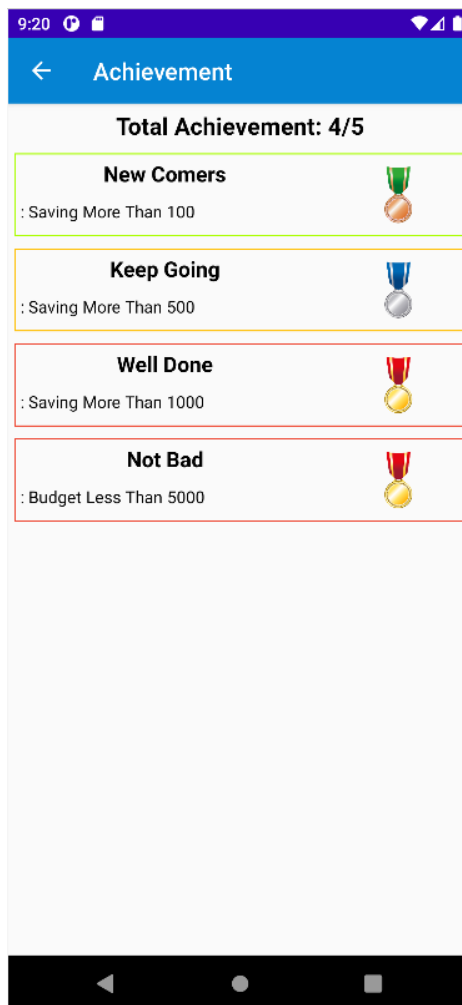 9:20
Achievement
Total Achievement: 4/5
New Comers
: Saving More Than 100
Keep Going
: Saving More Than 500
Well Done
: Saving More Than 1000
Not Bad
: Budget Less Than 5000